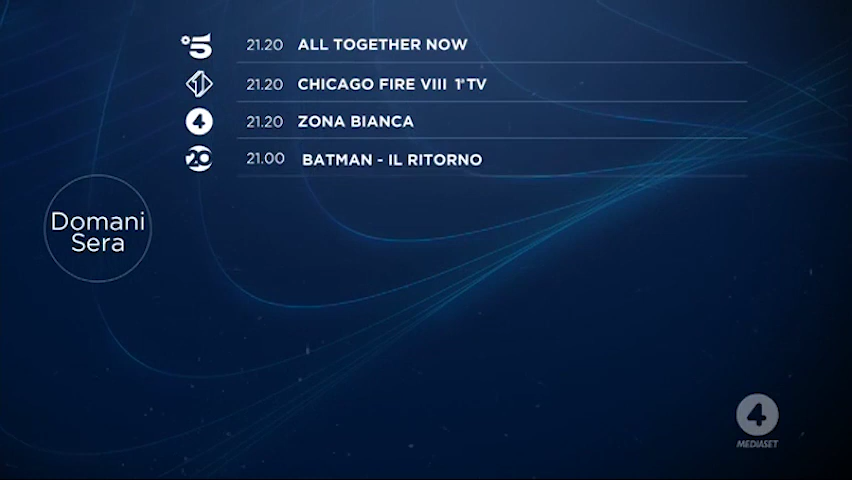 5 21.20 ALL TOGETHER NOW
1 21.20 CHICAGO FIRE VIII 1ªTV
4 21.20 ZONA BIANCA
20 21.00 BATMAN - IL RITORNO
Domani
Sera
4
MEDIASET